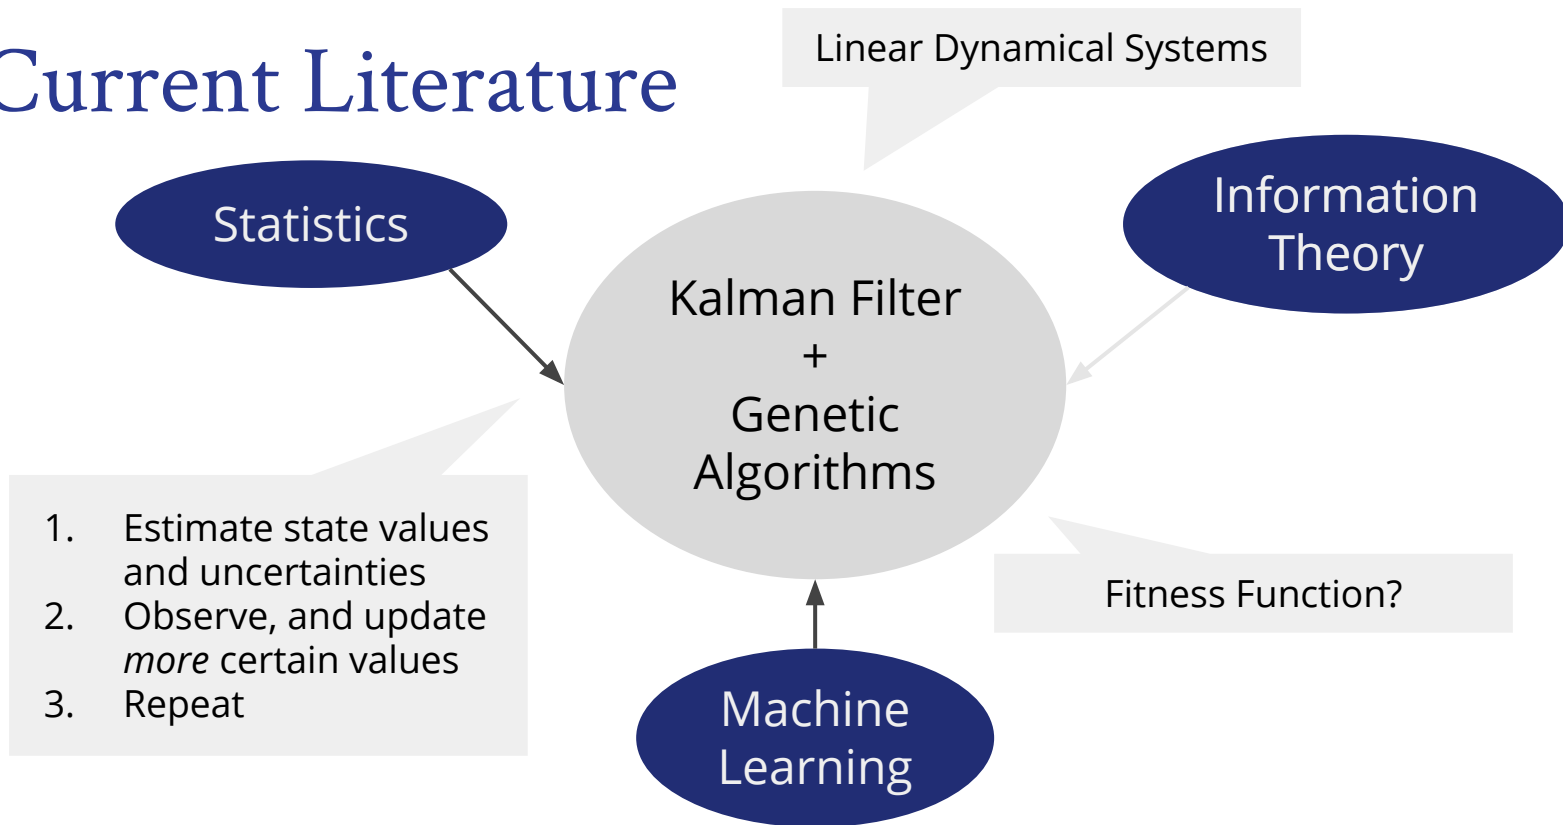 Current Literature
Linear Dynamical Systems
Statistics
Information
Theory
Kalman Filter
+
Genetic
Algorithms
1. Estimate state values
and uncertainties
2. Observe, and update
more certain values
3. Repeat
Fitness Function?
Machine
Learning